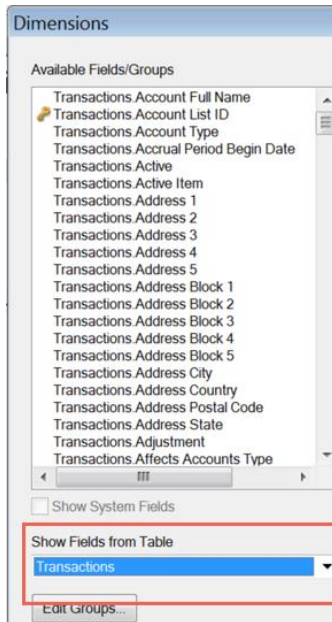 Dimensions
Available Fields/Groups
Transactions.Account Full Name
Transactions.Account List ID
Transactions.Account Type
Transactions.Accrual Period Begin Date
Transactions.Active
Transactions.Active Item
Transactions.Address 1
Transactions.Address 2
Transactions.Address 3
Transactions.Address 4
Transactions.Address 5
Transactions.Address Block 1
Transactions.Address Block 2
Transactions.Address Block 3
Transactions.Address Block 4
Transactions.Address Block 5
Transactions.Address City
Transactions.Address Country
Transactions.Address Postal Code
Transactions.Address State
Transactions.Adjustment
Transactions.Affects Accounts Type
Show System Fields
Show Fields from Table
Transactions
Edit Groups...